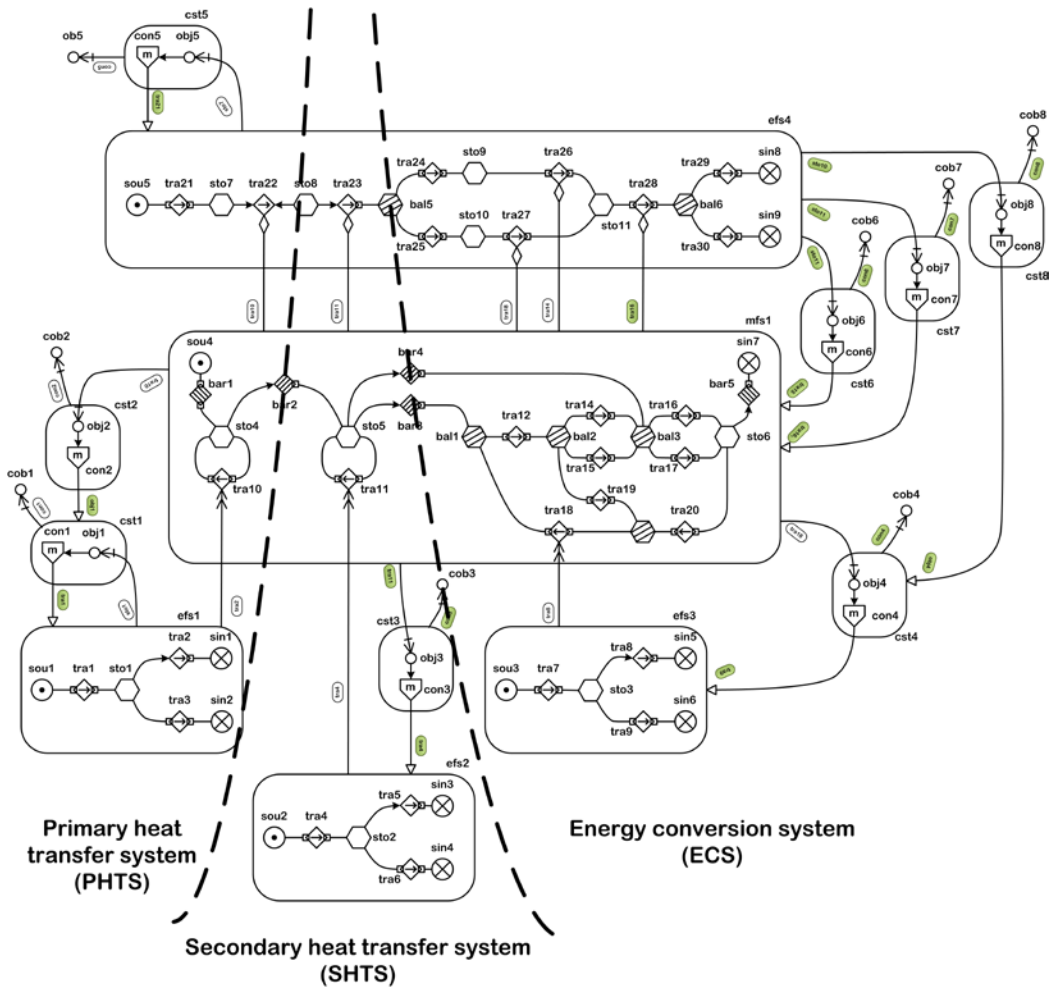 cst5
con5
obj5
ob5
m
efs4
cob8
tra24
sto9
tra26
tra29
sin8
cob7
sou5
tra21
sto7
tra22
sto8
tra23
bal5
tra28
bal6
obj8
m
con8
cst8
cob6
sto10
tra27
sto11
sin9
tra25
tra30
obj7
m
con7
cst7
obj6
m
con6
cst6
mfs1
cob2
sou4
bar4
sin7
bar1
bar2
bar5
cst2
obj2
m
con2
sto4
sto5
bar3
bal1
tra12
tra14
bal2
tra15
tra16
bal3
tra17
sto6
cob1
tra10
tra11
tra19
tra18
tra20
cob4
cst1
con1
obj1
m
cob3
obj4
m
con4
cst4
efs1
cst3
obj3
m
con3
efs3
sou1
tra1
sto1
tra2
sin1
tra3
sin2
sou3
tra7
sto3
tra8
sin5
sin6
tra9
efs2
sou2
tra4
sto2
tra5
sin3
sin4
tra6
Primary heat
transfer system
(PHTS)
Energy conversion system
(ECS)
Secondary heat transfer system
(SHTS)